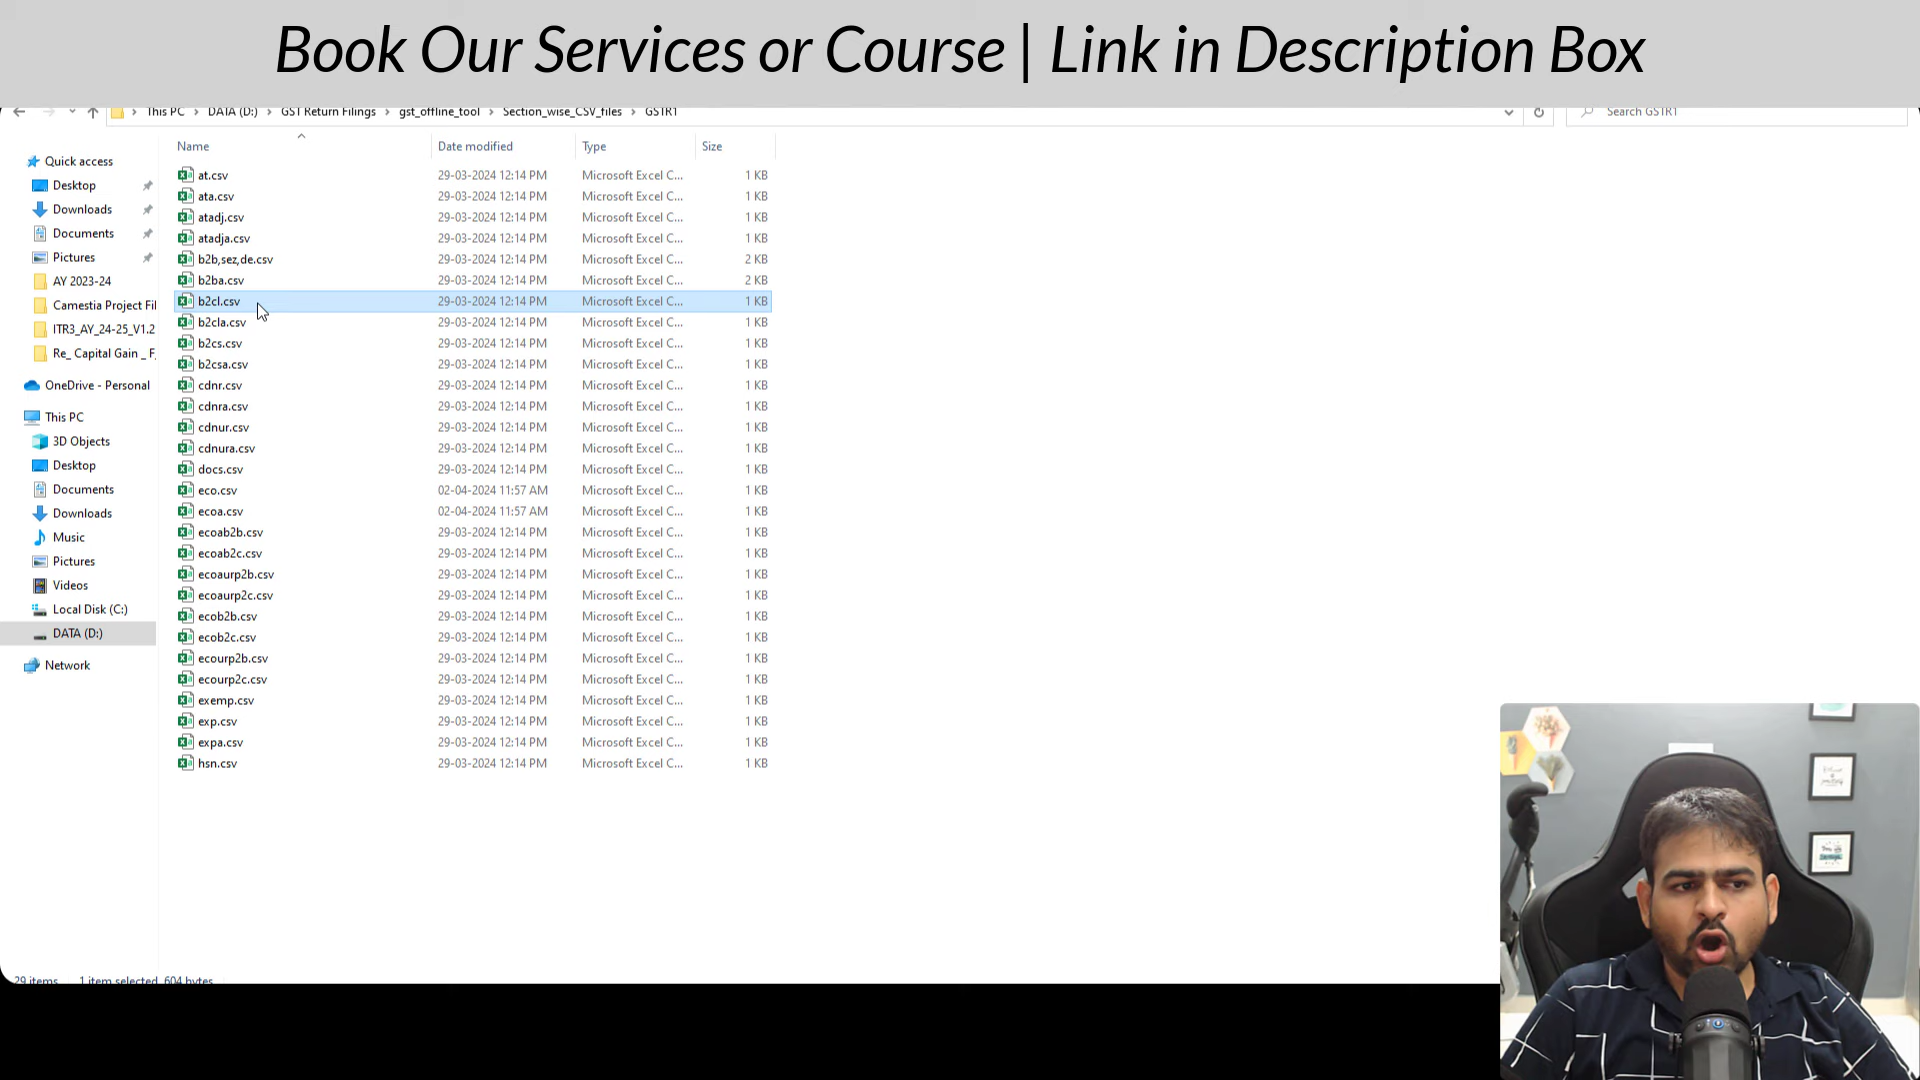 Book Our Services or Course | Link in Description Box
This PC > DATA (D:) > GST Return Filings > gst_offline_tool > Section_wise_CSV_files > GSTR1
Search GSTR1
Name Date modified Type Size
Quick access
Desktop
Downloads
Documents
Pictures
AY 2023-24
Camestia Project Fil
ITR3_AY_24-25_V1.2
Re_ Capital Gain _ F
OneDrive - Personal
This PC
3D Objects
Desktop
Documents
Downloads
Music
Pictures
Videos
Local Disk (C:)
DATA (D:)
Network
at.csv 29-03-2024 12:14 PM Microsoft Excel C... 1 KB
ata.csv 29-03-2024 12:14 PM Microsoft Excel C... 1 KB
atadj.csv 29-03-2024 12:14 PM Microsoft Excel C... 1 KB
atadja.csv 29-03-2024 12:14 PM Microsoft Excel C... 1 KB
b2b,sez,de.csv 29-03-2024 12:14 PM Microsoft Excel C... 2 KB
b2ba.csv 29-03-2024 12:14 PM Microsoft Excel C... 2 KB
b2cl.csv 29-03-2024 12:14 PM Microsoft Excel C... 1 KB
b2cla.csv 29-03-2024 12:14 PM Microsoft Excel C... 1 KB
b2cs.csv 29-03-2024 12:14 PM Microsoft Excel C... 1 KB
b2csa.csv 29-03-2024 12:14 PM Microsoft Excel C... 1 KB
cdnr.csv 29-03-2024 12:14 PM Microsoft Excel C... 1 KB
cdnra.csv 29-03-2024 12:14 PM Microsoft Excel C... 1 KB
cdnur.csv 29-03-2024 12:14 PM Microsoft Excel C... 1 KB
cdnura.csv 29-03-2024 12:14 PM Microsoft Excel C... 1 KB
docs.csv 29-03-2024 12:14 PM Microsoft Excel C... 1 KB
eco.csv 02-04-2024 11:57 AM Microsoft Excel C... 1 KB
ecoa.csv 02-04-2024 11:57 AM Microsoft Excel C... 1 KB
ecoab2b.csv 29-03-2024 12:14 PM Microsoft Excel C... 1 KB
ecoab2c.csv 29-03-2024 12:14 PM Microsoft Excel C... 1 KB
ecoaurp2b.csv 29-03-2024 12:14 PM Microsoft Excel C... 1 KB
ecoaurp2c.csv 29-03-2024 12:14 PM Microsoft Excel C... 1 KB
ecob2b.csv 29-03-2024 12:14 PM Microsoft Excel C... 1 KB
ecob2c.csv 29-03-2024 12:14 PM Microsoft Excel C... 1 KB
ecourp2b.csv 29-03-2024 12:14 PM Microsoft Excel C... 1 KB
ecourp2c.csv 29-03-2024 12:14 PM Microsoft Excel C... 1 KB
exemp.csv 29-03-2024 12:14 PM Microsoft Excel C... 1 KB
exp.csv 29-03-2024 12:14 PM Microsoft Excel C... 1 KB
expa.csv 29-03-2024 12:14 PM Microsoft Excel C... 1 KB
hsn.csv 29-03-2024 12:14 PM Microsoft Excel C... 1 KB
29 items 1 item selected 604 bytes